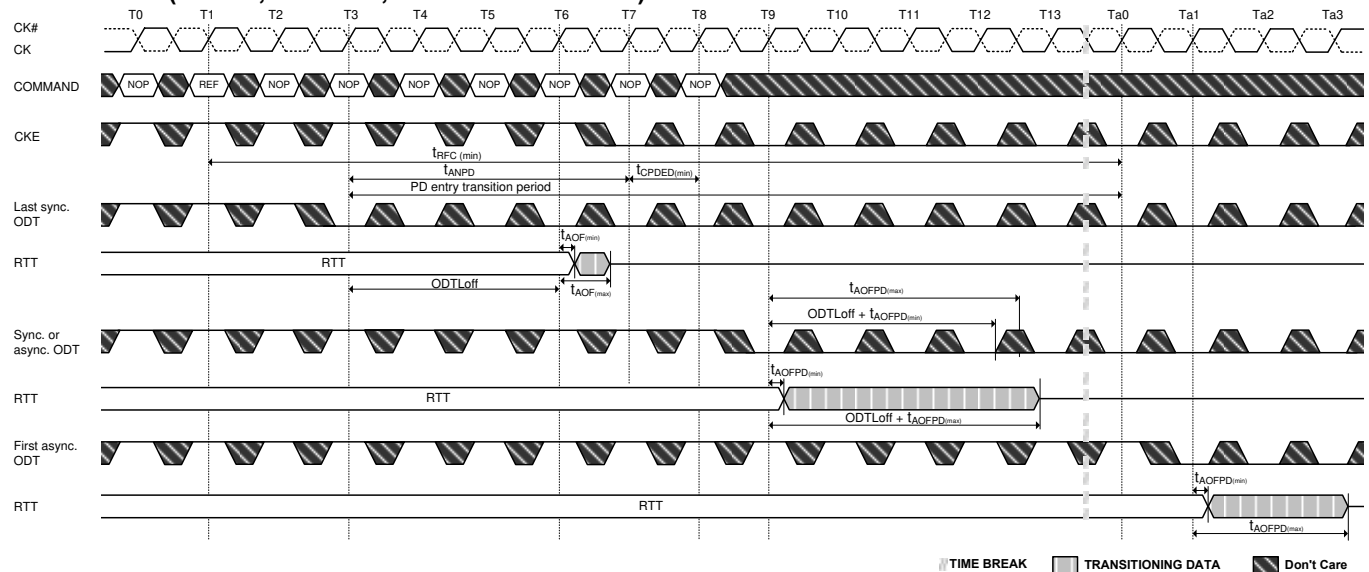 T0 T1 T2 T3 T4 T5 T6 T7 T8 T9 T10 T11 T12 T13 Ta0 Ta1 Ta2 Ta3
CK#
CK
COMMAND NOP REF NOP NOP NOP NOP NOP NOP NOP
CKE
tRFC (min)
tANPD tCPDED(min)
PD entry transition period
Last sync.
ODT
tAOF(min)
RTT RTT
ODTLoff tAOF(max)
tAOFPD(max)
ODTLoff + tAOFPD(min)
Sync. or
async. ODT
tAOFPD(min)
RTT RTT
ODTLoff + tAOFPD(max)
First async.
ODT
tAOFPD(min)
RTT RTT
tAOFPD(max)
TIME BREAK TRANSITIONING DATA Don't Care